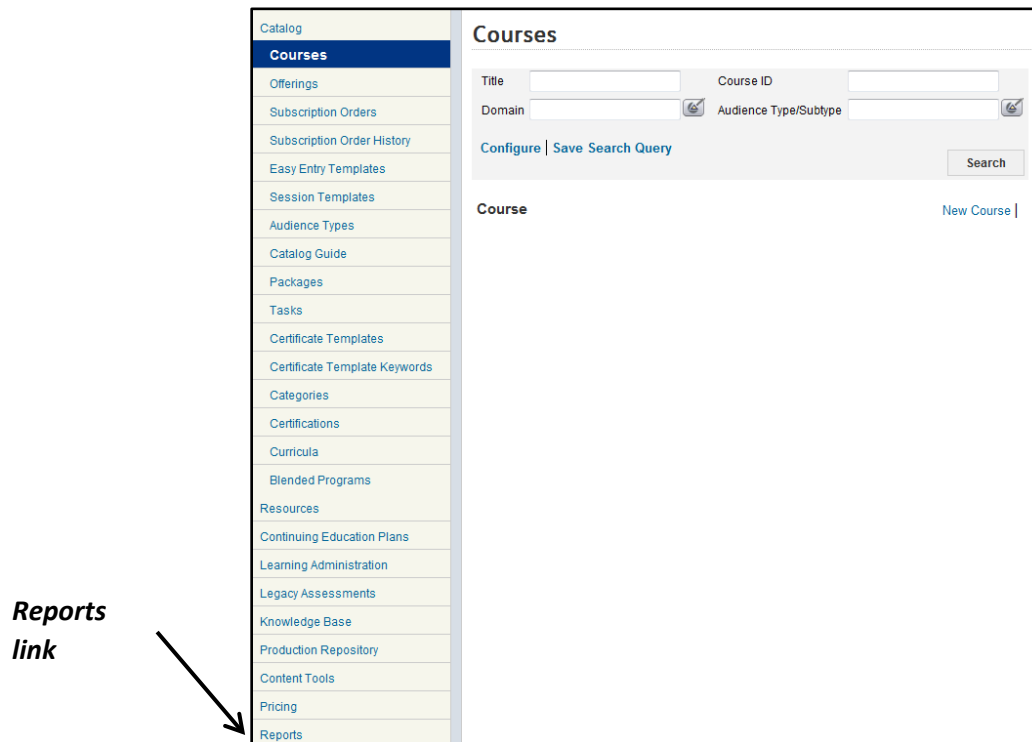 Catalog
Courses
Offerings
Subscription Orders
Subscription Order History
Easy Entry Templates
Session Templates
Audience Types
Catalog Guide
Packages
Tasks
Certificate Templates
Certificate Template Keywords
Categories
Certifications
Curricula
Blended Programs
Resources
Continuing Education Plans
Learning Administration
Legacy Assessments
Knowledge Base
Production Repository
Content Tools
Pricing
Reports
Courses
Title Course ID
Domain Audience Type/Subtype
Configure | Save Search Query
Search
Course New Course |
Reports
link